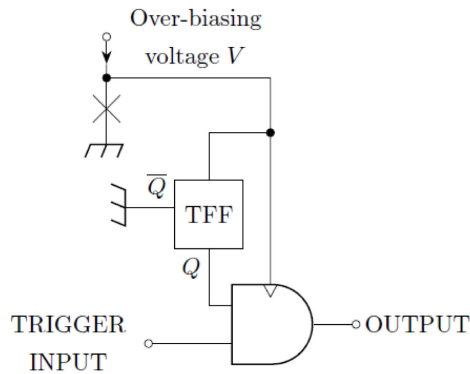 Over-biasing
voltage V
Q̅
TFF
Q
TRIGGER
INPUT
OUTPUT